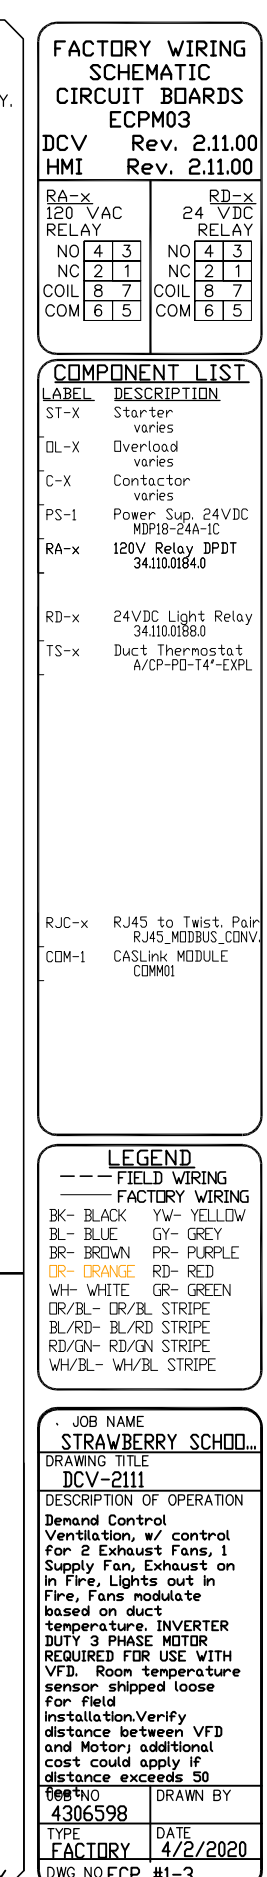 Y.
FACTORY WIRING
SCHEMATIC
CIRCUIT BOARDS
ECPM03
DCV Rev. 2.11.00
HMI Rev. 2.11.00
RA-x
120 VAC
RELAY
NO 4 3
NC 2 1
COIL 8 7
COM 6 5
RD-x
24 VDC
RELAY
NO 4 3
NC 2 1
COIL 8 7
COM 6 5
COMPONENT LIST
LABEL DESCRIPTION
ST-X Starter
varies
OL-X Overload
varies
C-X Contactor
varies
PS-1 Power Sup. 24VDC
MDP18-24A-1C
RA-x 120V Relay DPDT
34.110.0184.0
RD-x 24VDC Light Relay
34.110.0188.0
TS-x Duct Thermostat
A/CP-PO-T4"-EXPL
RJC-x RJ45 to Twist. Pair
RJ45_MODBUS_CONV.
COM-1 CASLink MODULE
COMM01
LEGEND
FIELD WIRING
FACTORY WIRING
BK- BLACK YW- YELLOW
BL- BLUE GY- GREY
BR- BROWN PR- PURPLE
OR- ORANGE RD- RED
WH- WHITE GR- GREEN
OR/BL- OR/BL STRIPE
BL/RD- BL/RD STRIPE
RD/GN- RD/GN STRIPE
WH/BL- WH/BL STRIPE
JOB NAME
STRAWBERRY SCHOO...
DRAWING TITLE
DCV-2111
DESCRIPTION OF OPERATION
Demand Control
Ventilation, w/ control
for 2 Exhaust Fans, 1
Supply Fan, Exhaust on
in Fire, Lights out in
Fire, Fans modulate
based on duct
temperature. INVERTER
DUTY 3 PHASE MOTOR
REQUIRED FOR USE WITH
VFD. Room temperature
sensor shipped loose
for field
installation.Verify
distance between VFD
and Motor; additional
cost could apply if
distance exceeds 50
feet.
JOB NO
4306598
DRAWN BY
TYPE
FACTORY
DATE
4/2/2020
DWG NO ECP #1-3